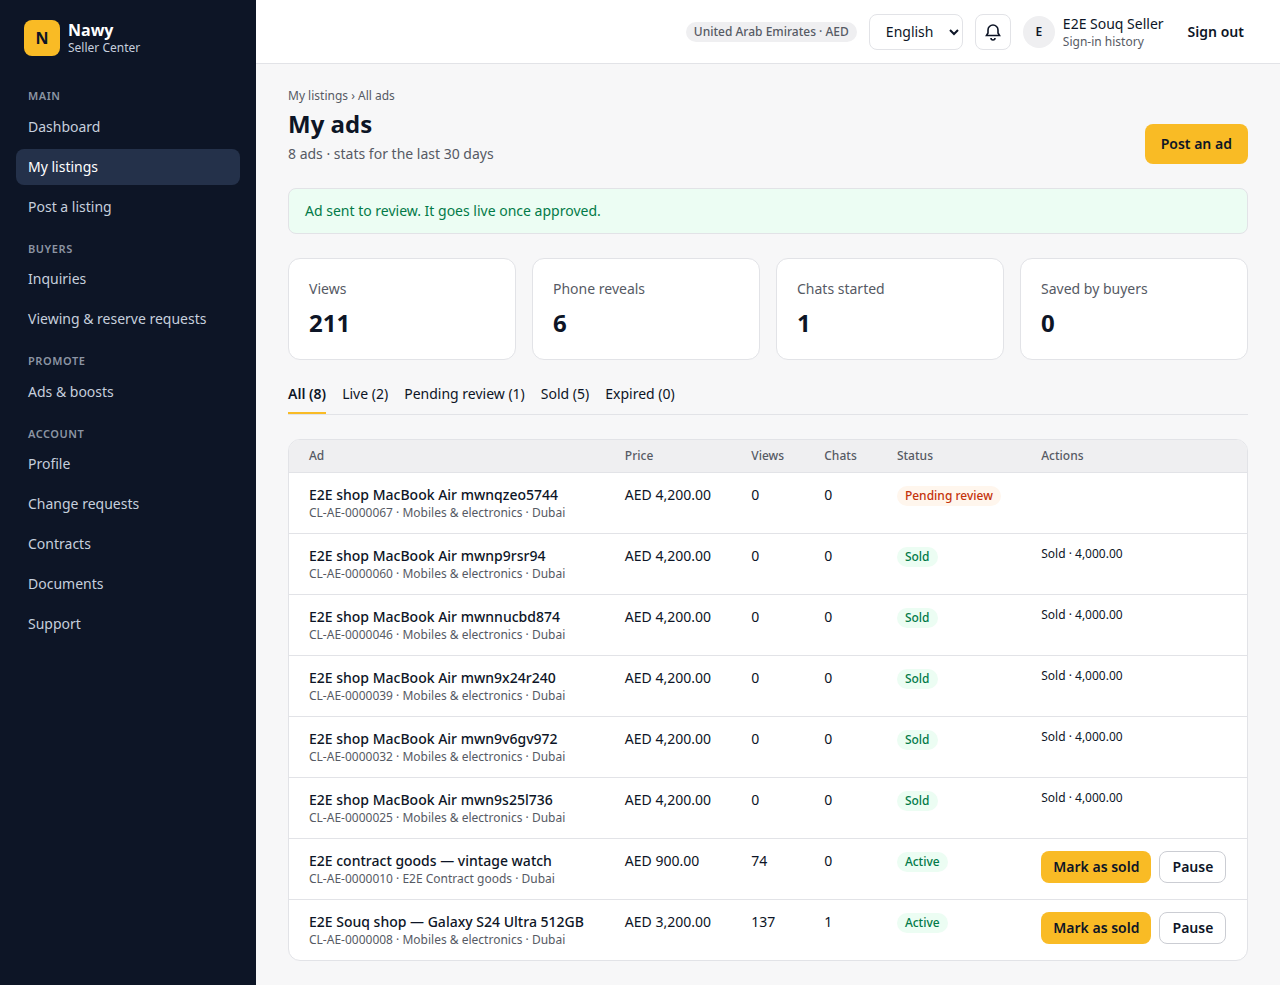 N
Nawy
Seller Center
MAIN
Dashboard
My listings
Post a listing
BUYERS
Inquiries
Viewing & reserve requests
PROMOTE
Ads & boosts
ACCOUNT
Profile
Change requests
Contracts
Documents
Support
United Arab Emirates · AED
English
E
E2E Souq Seller
Sign-in history
Sign out
My listings › All ads
My ads
8 ads · stats for the last 30 days
Post an ad
Ad sent to review. It goes live once approved.
Views
211
Phone reveals
6
Chats started
1
Saved by buyers
0
All (8) Live (2) Pending review (1) Sold (5) Expired (0)
Ad Price Views Chats Status Actions
E2E shop MacBook Air mwnqzeo5744 AED 4,200.00 0 0 Pending review
CL-AE-0000067 · Mobiles & electronics · Dubai
E2E shop MacBook Air mwnp9rsr94 AED 4,200.00 0 0 Sold Sold · 4,000.00
CL-AE-0000060 · Mobiles & electronics · Dubai
E2E shop MacBook Air mwnnucbd874 AED 4,200.00 0 0 Sold Sold · 4,000.00
CL-AE-0000046 · Mobiles & electronics · Dubai
E2E shop MacBook Air mwn9x24r240 AED 4,200.00 0 0 Sold Sold · 4,000.00
CL-AE-0000039 · Mobiles & electronics · Dubai
E2E shop MacBook Air mwn9v6gv972 AED 4,200.00 0 0 Sold Sold · 4,000.00
CL-AE-0000032 · Mobiles & electronics · Dubai
E2E shop MacBook Air mwn9s25l736 AED 4,200.00 0 0 Sold Sold · 4,000.00
CL-AE-0000025 · Mobiles & electronics · Dubai
E2E contract goods — vintage watch AED 900.00 74 0 Active Mark as sold Pause
CL-AE-0000010 · E2E Contract goods · Dubai
E2E Souq shop — Galaxy S24 Ultra 512GB AED 3,200.00 137 1 Active Mark as sold Pause
CL-AE-0000008 · Mobiles & electronics · Dubai